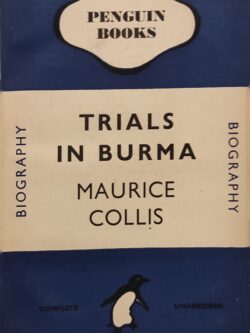 PENGUIN
BOOKS
BIOGRAPHY
TRIALS
IN BURMA
MAURICE
COLLIS
BIOGRAPHY
COMPLETE
UNABRIDGED